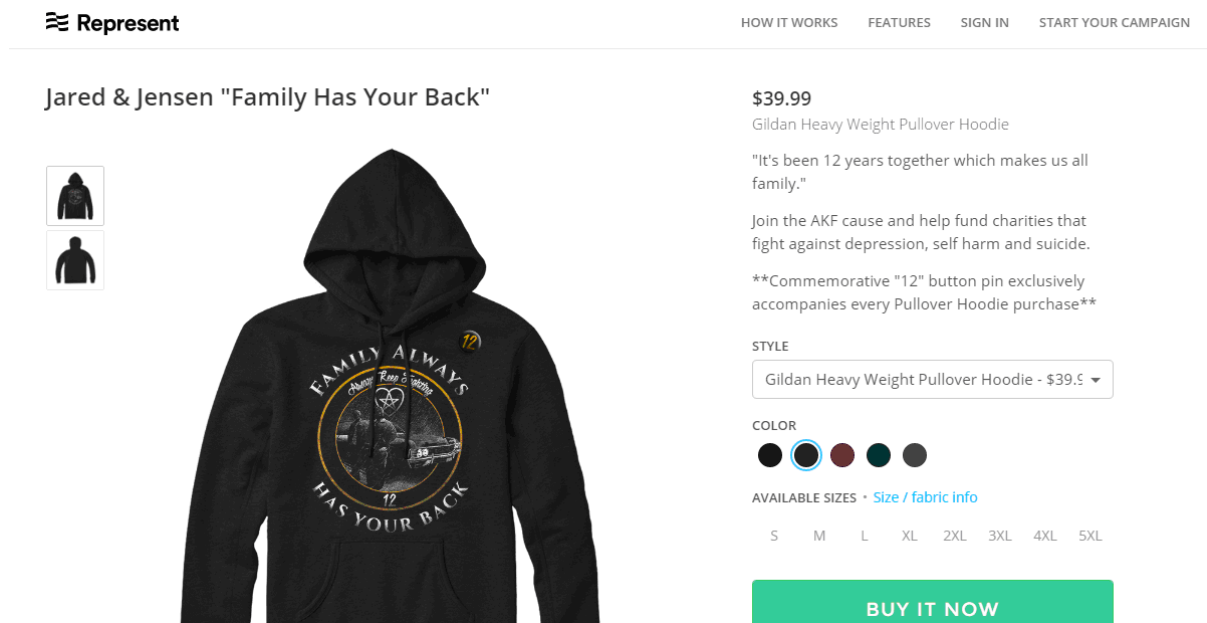 Represent
HOW IT WORKS FEATURES SIGN IN START YOUR CAMPAIGN
Jared & Jensen "Family Has Your Back"
$39.99
Gildan Heavy Weight Pullover Hoodie
"It's been 12 years together which makes us all
family."
Join the AKF cause and help fund charities that
fight against depression, self harm and suicide.
**Commemorative "12" button pin exclusively
accompanies every Pullover Hoodie purchase**
STYLE
Gildan Heavy Weight Pullover Hoodie - $39.9
COLOR
AVAILABLE SIZES • Size / fabric info
S M L XL 2XL 3XL 4XL 5XL
BUY IT NOW
12
FAMILY ALWAYS
Always Keep Fighting
12
HAS YOUR BACK